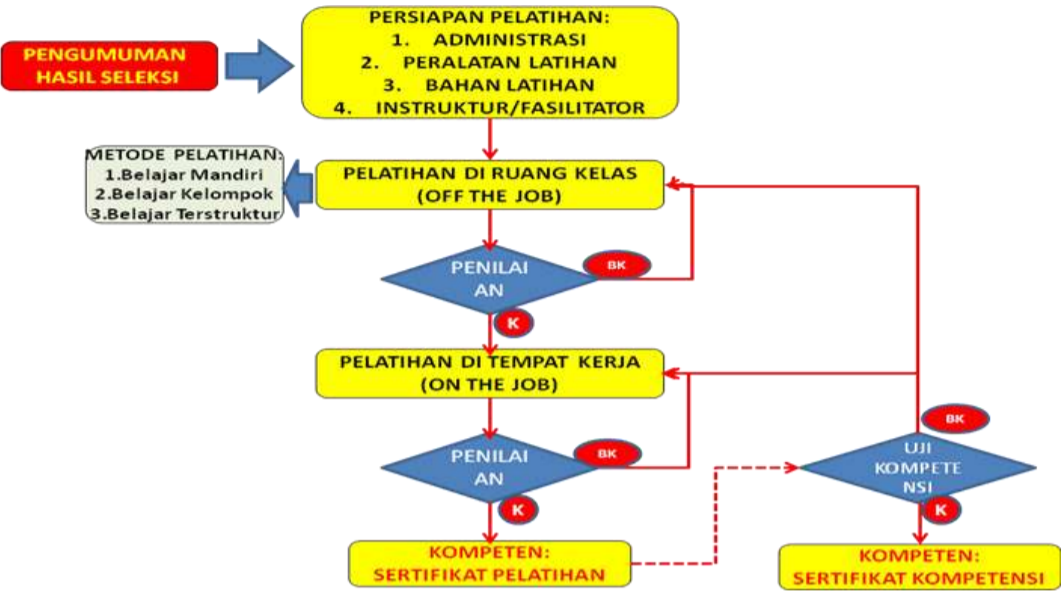 PENGUMUMAN
HASIL SELEKSI
PERSIAPAN PELATIHAN:
1. ADMINISTRASI
2. PERALATAN LATIHAN
3. BAHAN LATIHAN
4. INSTRUKTUR/FASILITATOR
METODE PELATIHAN:
1.Belajar Mandiri
2.Belajar Kelompok
3.Belajar Terstruktur
PELATIHAN DI RUANG KELAS
(OFF THE JOB)
PENILAI
AN
BK
K
PELATIHAN DI TEMPAT KERJA
(ON THE JOB)
PENILAI
AN
BK
K
KOMPETEN:
SERTIFIKAT PELATIHAN
BK
UJI
KOMPETE
NSI
K
KOMPETEN:
SERTIFIKAT KOMPETENSI